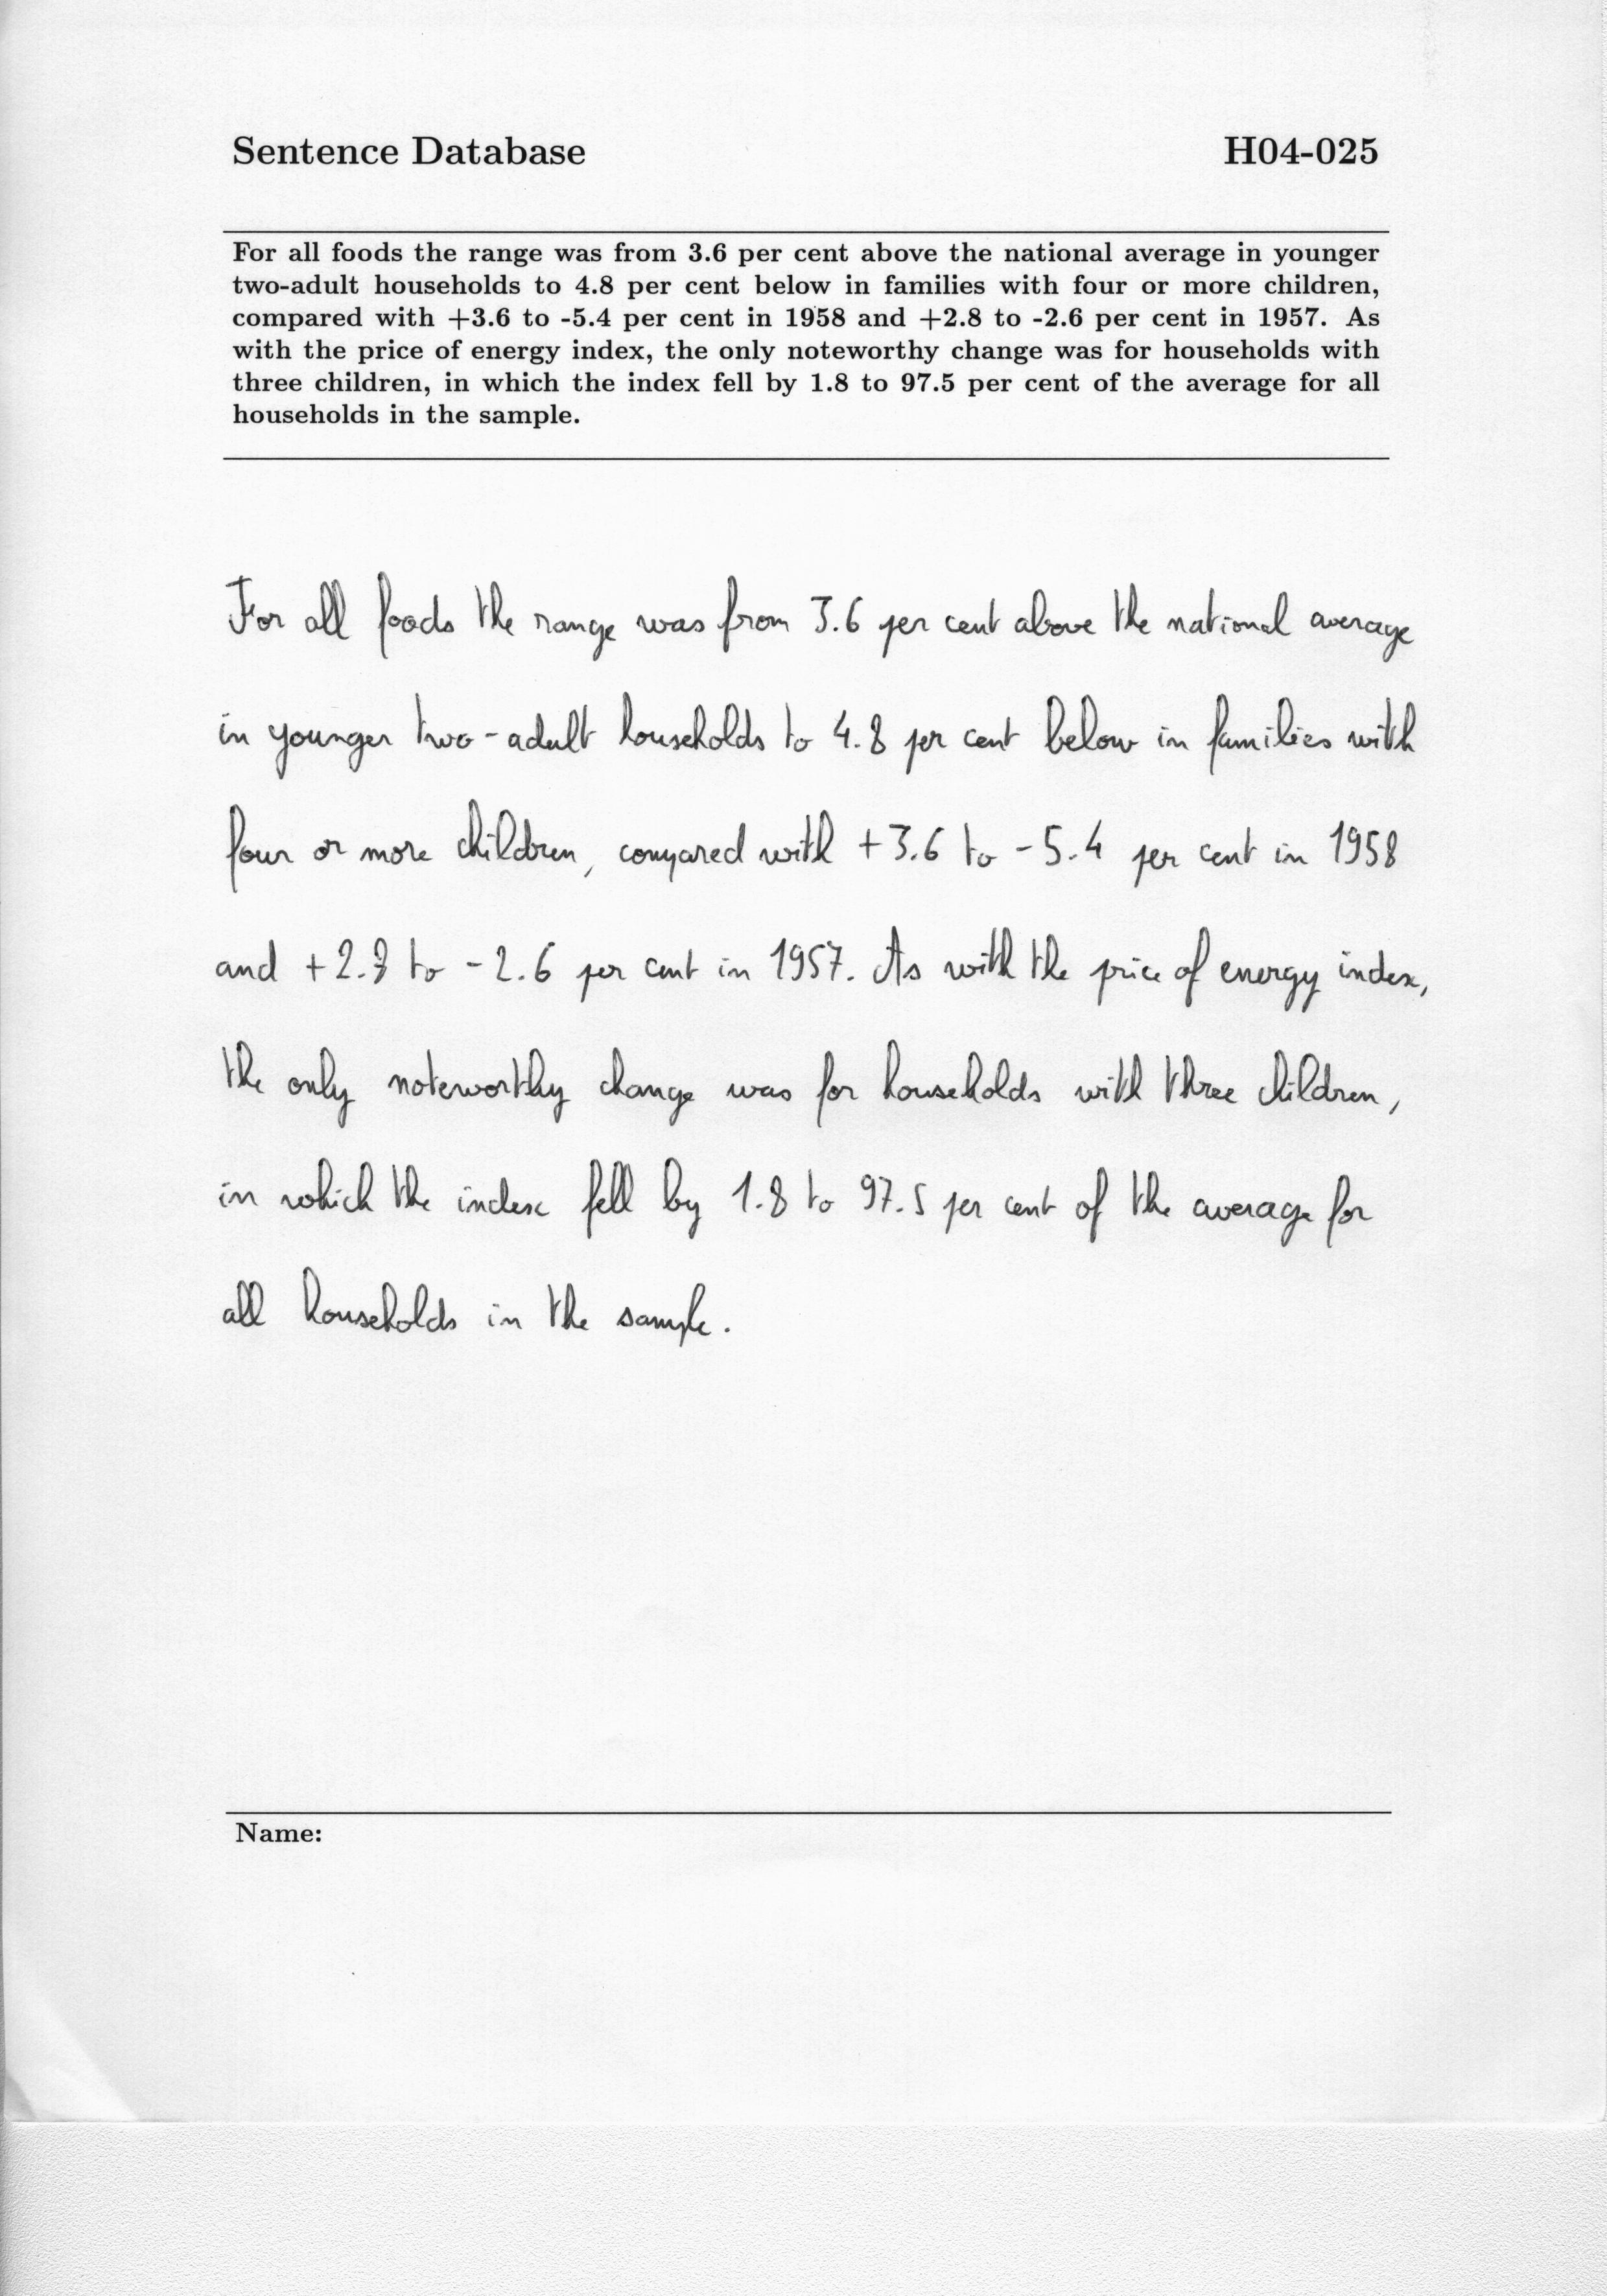 Sentence Database H04-025
For all foods the range was from 3.6 per cent above the national average in younger
two-adult households to 4.8 per cent below in families with four or more children,
compared with +3.6 to -5.4 per cent in 1958 and +2.8 to -2.6 per cent in 1957. As
with the price of energy index, the only noteworthy change was for households with
three children, in which the index fell by 1.8 to 97.5 per cent of the average for all
households in the sample.
For all foods the range was from 3.6 per cent above the national average
in younger two-adult households to 4.8 per cent below in families with
four or more children, compared with +3.6 to -5.4 per cent in 1958
and +2.8 to -2.6 per cent in 1957. As with the price of energy index,
the only noteworthy change was for households with three children,
in which the index fell by 1.8 to 97.5 per cent of the average for
all households in the sample.
Name: